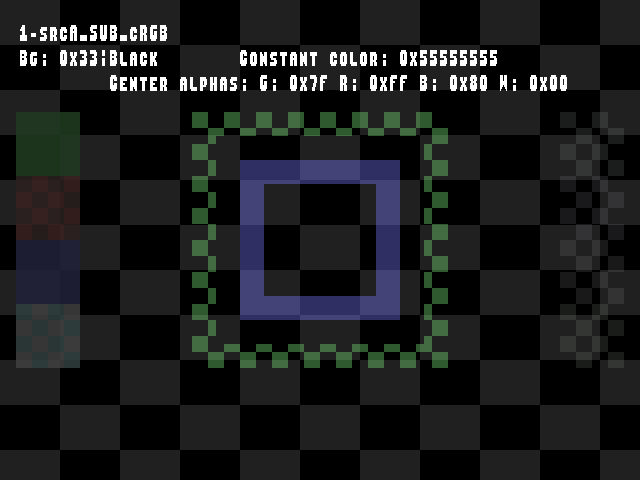 1-srcA_SUB_cRGB
Bg: 0x33¦Black Constant color: 0x55555555
Center alphas: G: 0x7f R: 0xff B: 0x80 W: 0x00